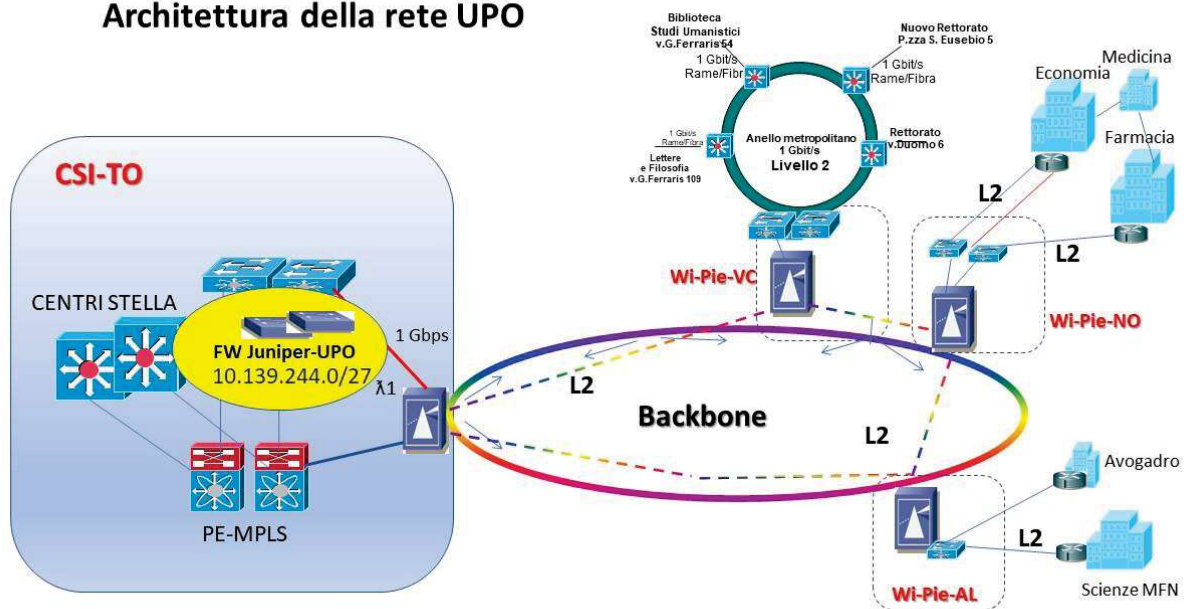 Architettura della rete UPO
Biblioteca
Studi Umanistici
v.G.Ferraris 54
1 Gbit/s
Rame/Fibr
Nuovo Rettorato
P.zza S. Eusebio 5
1 Gbit/s
Rame/Fibra
1 Gbit/s
Rame/Fibra
Lettere
e Filosofia
v.G.Ferraris 109
Anello metropolitano
1 Gbit/s
Livello 2
Rettorato
v.Duomo 6
Economia
Medicina
Farmacia
L2
L2
CSI-TO
CENTRI STELLA
FW Juniper-UPO
10.139.244.0/27
1 Gbps
λ1
PE-MPLS
Wi-Pie-VC
Wi-Pie-NO
L2
Backbone
L2
Avogadro
L2
Scienze MFN
Wi-Pie-AL